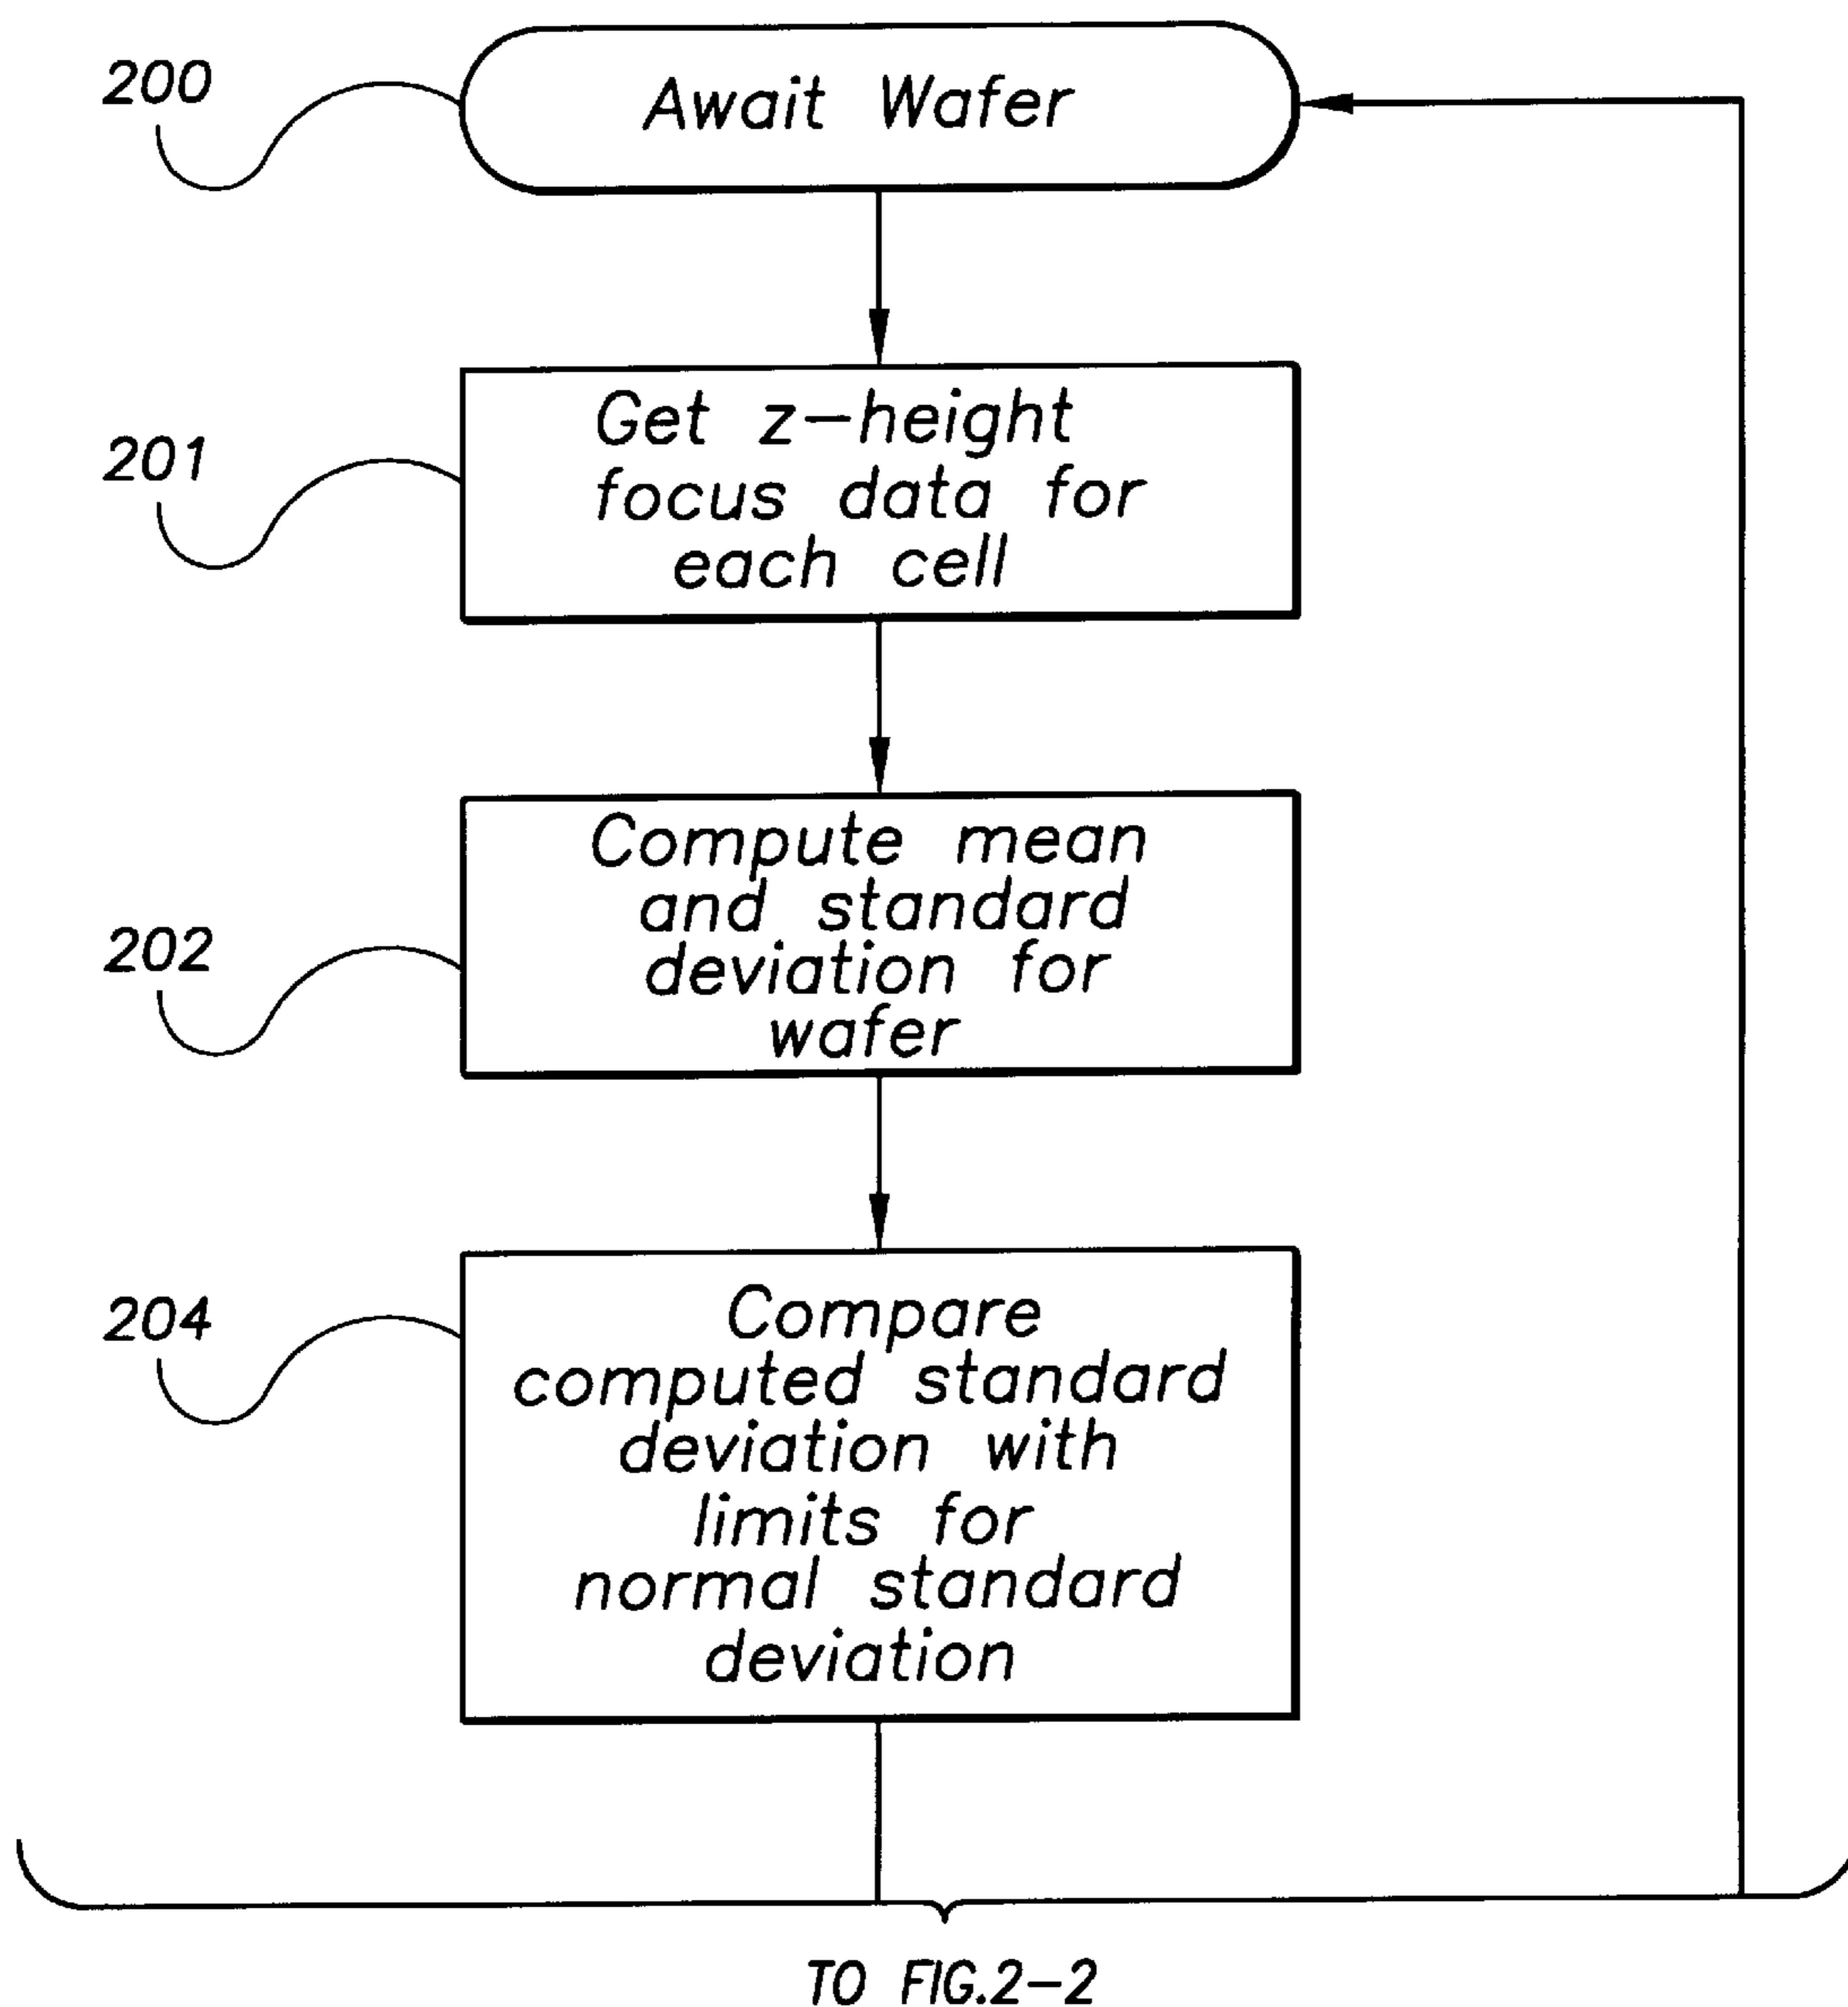 200
Await Wafer
201
Get z-height
focus data for
each cell
202
Compute mean
and standard
deviation for
wafer
204
Compare
computed standard
deviation with
limits for
normal standard
deviation
TO FIG.2-2